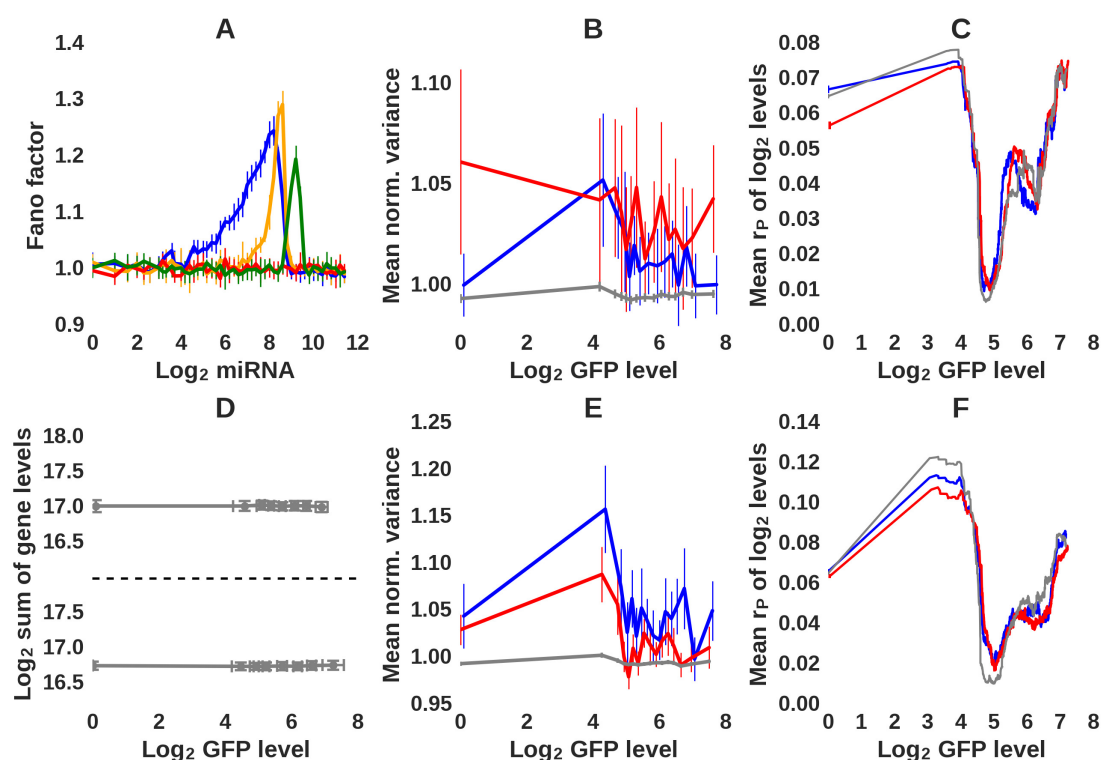 A
1.4
1.3
1.2
1.1
1.0
0.9
Fano factor
0 2 4 6 8 10 12
Log₂ miRNA
B
1.10
1.05
1.00
Mean norm. variance
0 2 4 6 8
Log₂ GFP level
C
0.08
0.07
0.06
0.05
0.04
0.03
0.02
0.01
0.00
Mean rP of log₂ levels
0 1 2 3 4 5 6 7 8
Log₂ GFP level
D
18.0
17.5
17.0
16.5
17.5
17.0
16.5
Log₂ sum of gene levels
0 2 4 6 8
Log₂ GFP level
E
1.25
1.20
1.15
1.10
1.05
1.00
0.95
Mean norm. variance
0 2 4 6 8
Log₂ GFP level
F
0.14
0.12
0.10
0.08
0.06
0.04
0.02
0.00
Mean rP of log₂ levels
0 1 2 3 4 5 6 7 8
Log₂ GFP level